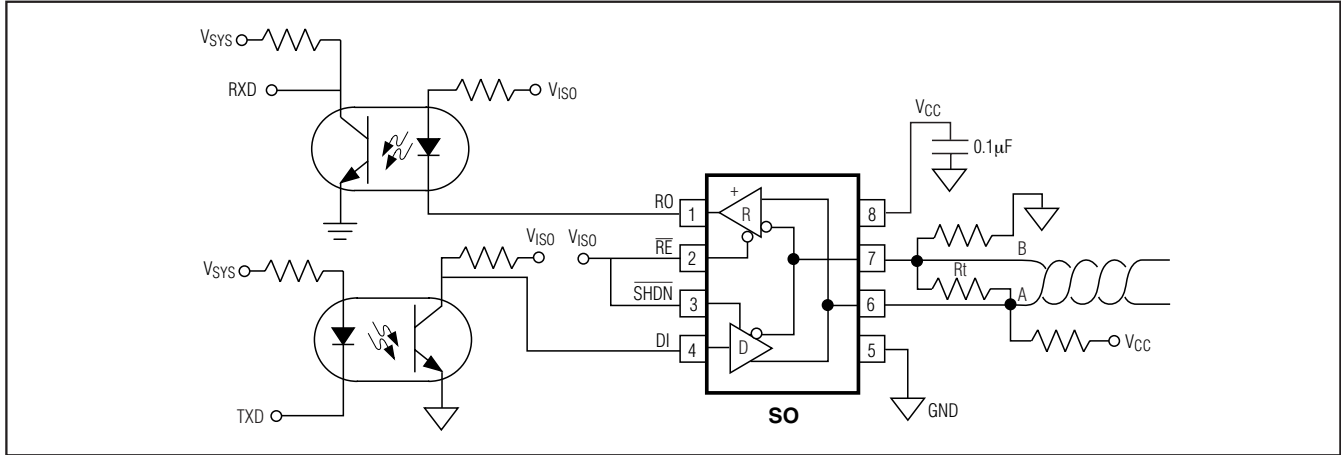 VSYS
RXD
VISO
VCC
0.1µF
RO
1
+
R
8
VISO
VISO
RE
2
7
B
VSYS
Rt
SHDN
3
6
A
DI
4
D
5
VCC
TXD
SO
GND